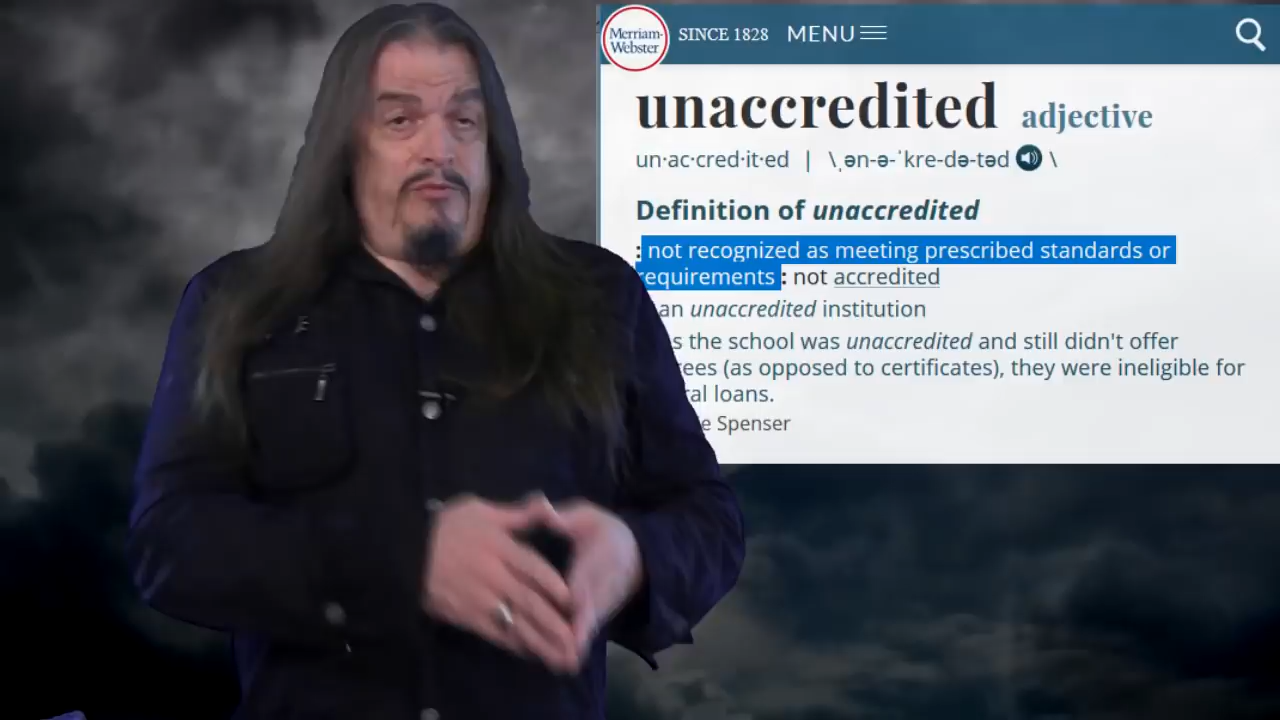 Merriam-
Webster
SINCE 1828 MENU
unaccredited adjective
un·ac·cred·it·ed | \ ˌən-ə-ˈkre-də-təd \
Definition of unaccredited
: not recognized as meeting prescribed standards or
requirements : not accredited
an unaccredited institution
the school was unaccredited and still didn't offer
(as opposed to certificates), they were ineligible for
loans.
Spenser